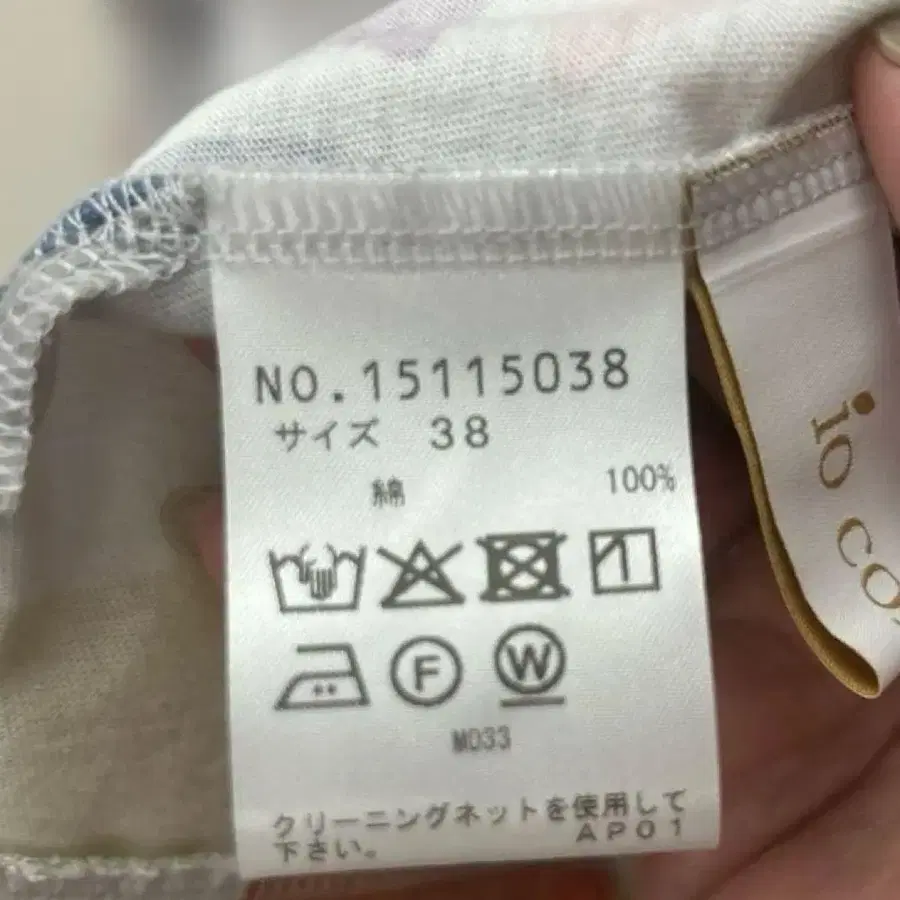 NO.15115038
サイズ 38
綿 100%
F W
M033
クリーニングネットを使用して
下さい。 AP01
io co